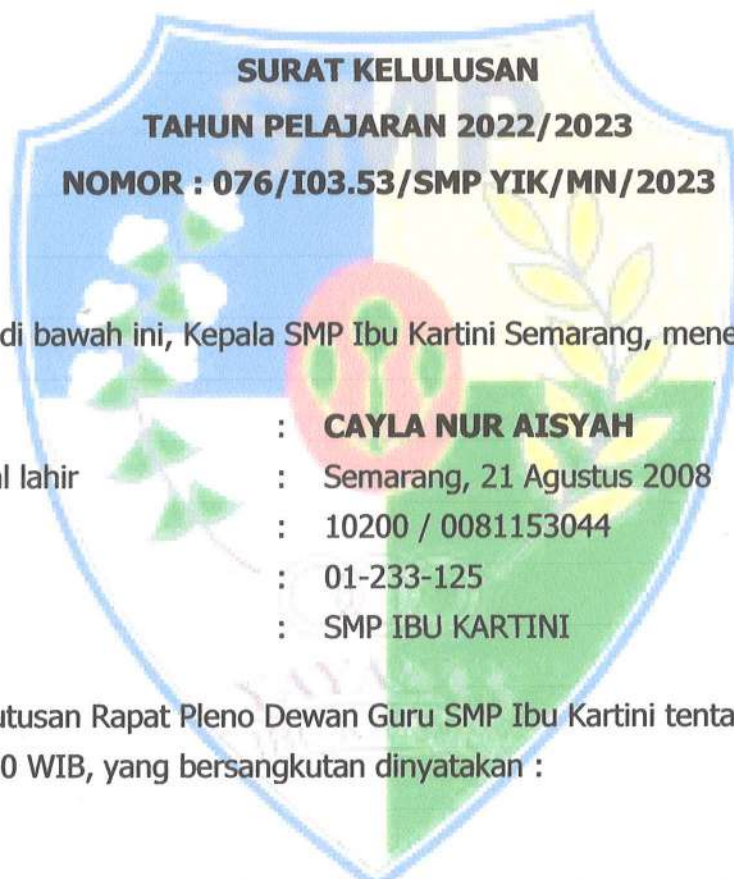 SURAT KELULUSAN
TAHUN PELAJARAN 2022/2023
NOMOR : 076/I03.53/SMP YIK/MN/2023
SMP
di bawah ini, Kepala SMP Ibu Kartini Semarang, mene
: CAYLA NUR AISYAH
al lahir : Semarang, 21 Agustus 2008
: 10200 / 0081153044
: 01-233-125
: SMP IBU KARTINI
utusan Rapat Pleno Dewan Guru SMP Ibu Kartini tenta
0 WIB, yang bersangkutan dinyatakan :